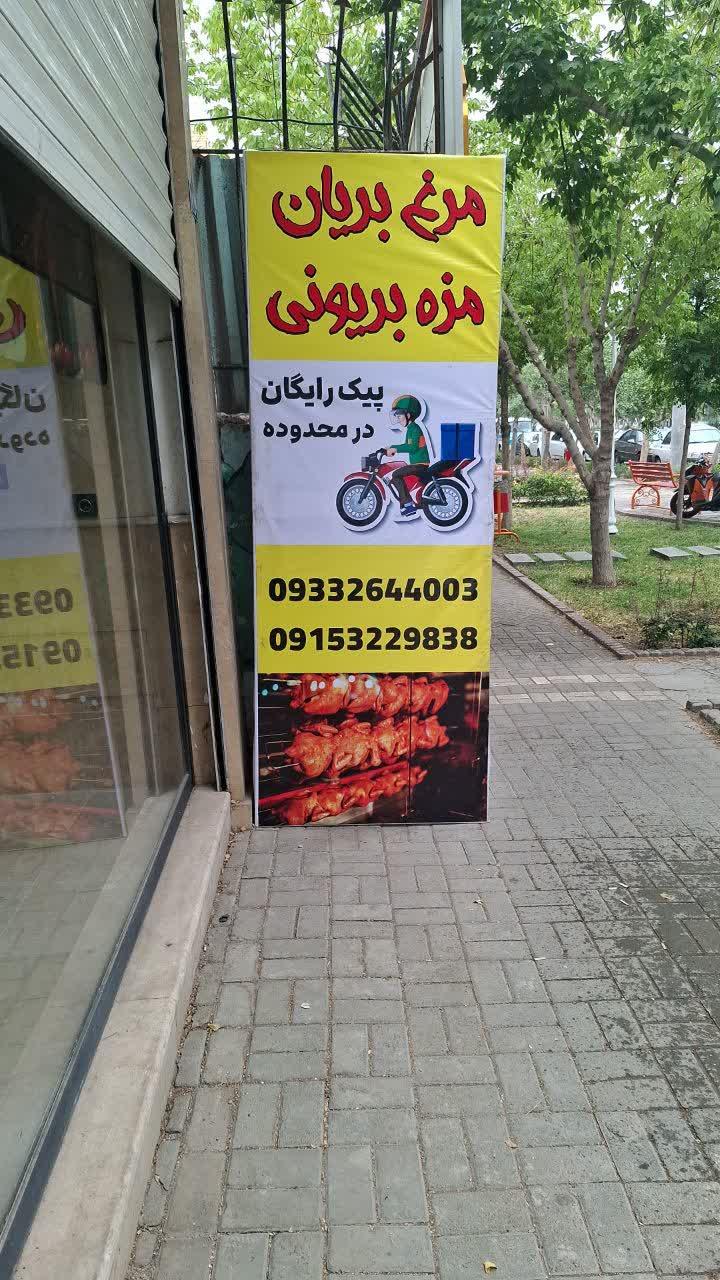 مرغ بریان
مزه بریونی
پیک رایگان
در محدوده
09332644003
09153229838